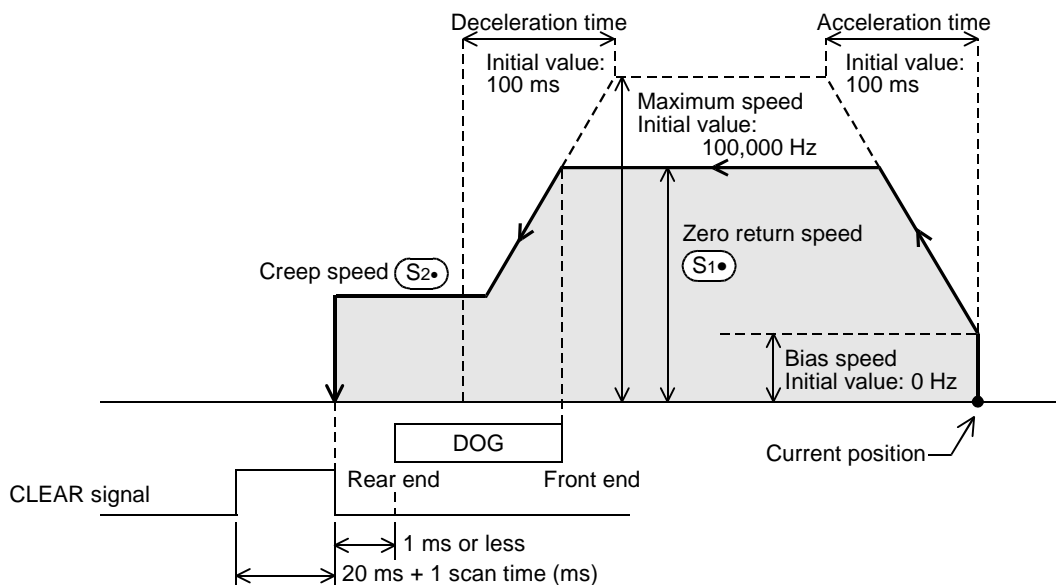 Deceleration time
Acceleration time
Initial value:
100 ms
Initial value:
100 ms
Maximum speed
Initial value:
100,000 Hz
Zero return speed
S1•
Creep speed S2•
Bias speed
Initial value: 0 Hz
DOG
Current position
Rear end
Front end
CLEAR signal
1 ms or less
20 ms + 1 scan time (ms)